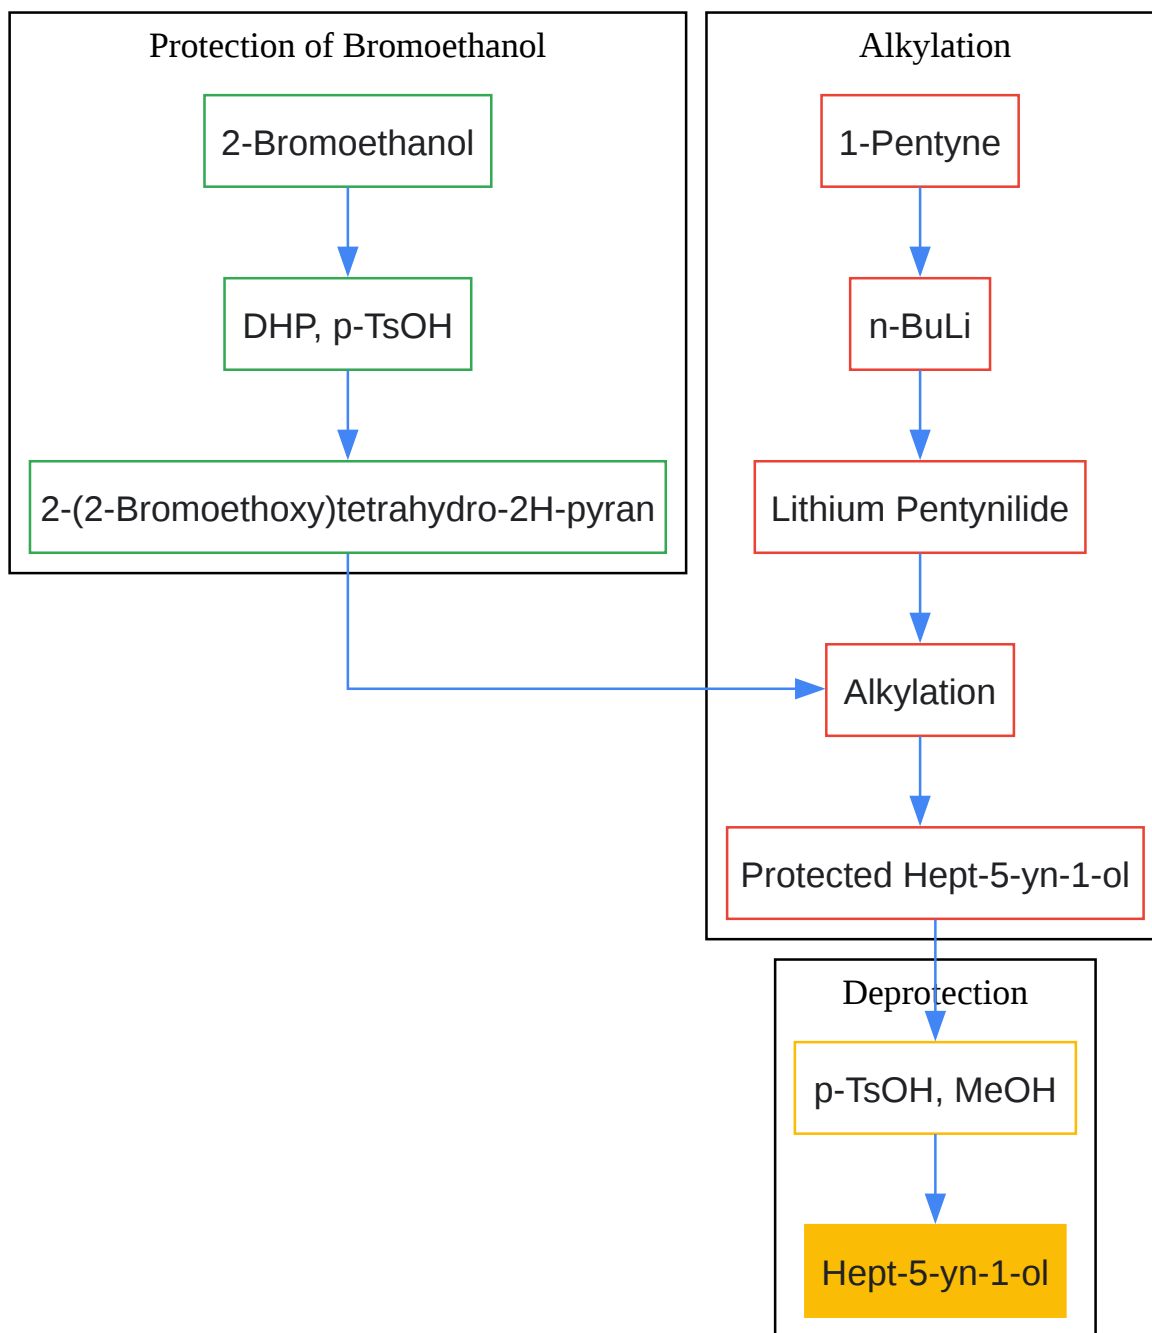 Protection of Bromoethanol
2-Bromoethanol
DHP, p-TsOH
2-(2-Bromoethoxy)tetrahydro-2H-pyran
Alkylation
1-Pentyne
n-BuLi
Lithium Pentynilide
Alkylation
Protected Hept-5-yn-1-ol
Deprotection
p-TsOH, MeOH
Hept-5-yn-1-ol